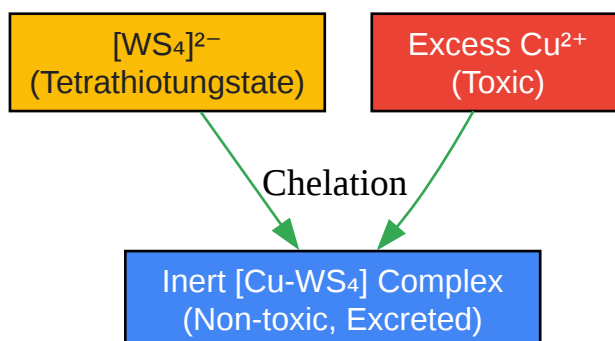 [WS₄]²⁻
(Tetrathiotungstate)
Excess Cu²⁺
(Toxic)
Chelation
Inert [Cu-WS₄] Complex
(Non-toxic, Excreted)